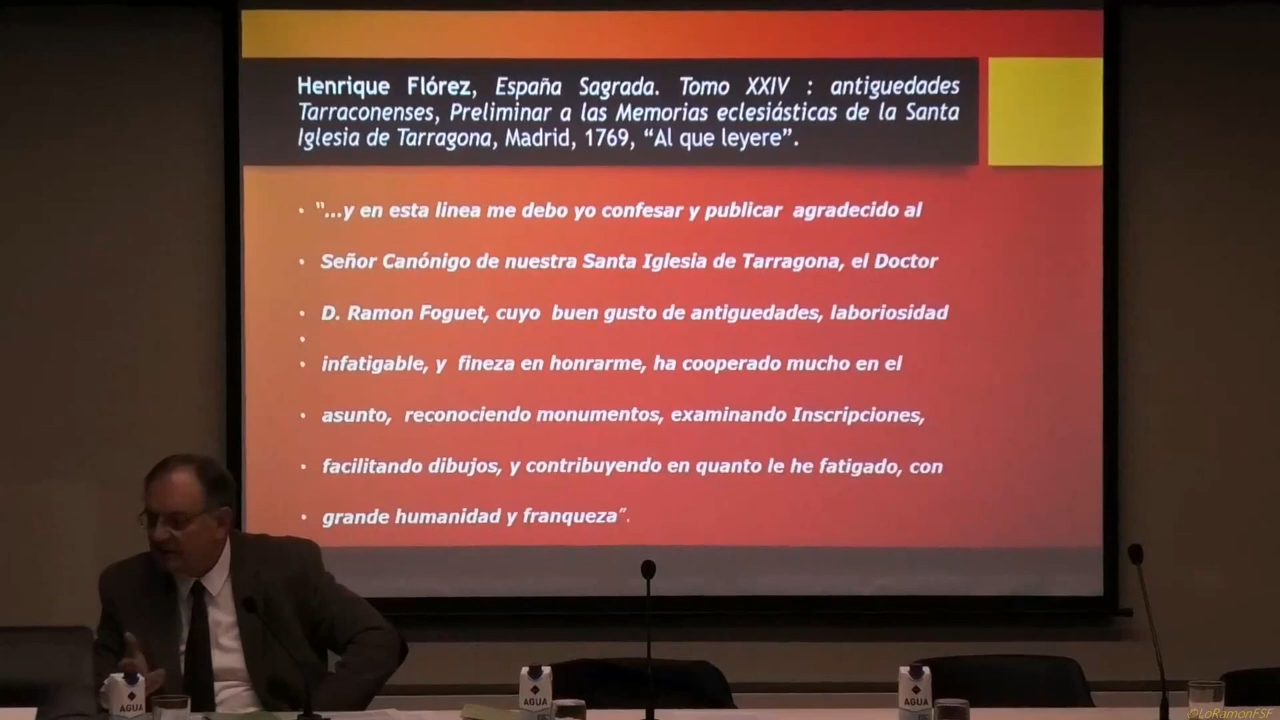 Henrique Flórez, España Sagrada. Tomo XXIV : antiguedades
Tarraconenses, Preliminar a las Memorias eclesiásticas de la Santa
Iglesia de Tarragona, Madrid, 1769, “Al que leyere”.
• “...y en esta linea me debo yo confesar y publicar agradecido al
• Señor Canónigo de nuestra Santa Iglesia de Tarragona, el Doctor
• D. Ramon Foguet, cuyo buen gusto de antiguedades, laboriosidad
•
• infatigable, y fineza en honrarme, ha cooperado mucho en el
• asunto, reconociendo monumentos, examinando Inscripciones,
• facilitando dibujos, y contribuyendo en quanto le he fatigado, con
• grande humanidad y franqueza”.
AGUA
AGUA
AGUA
@LoRamonFSF